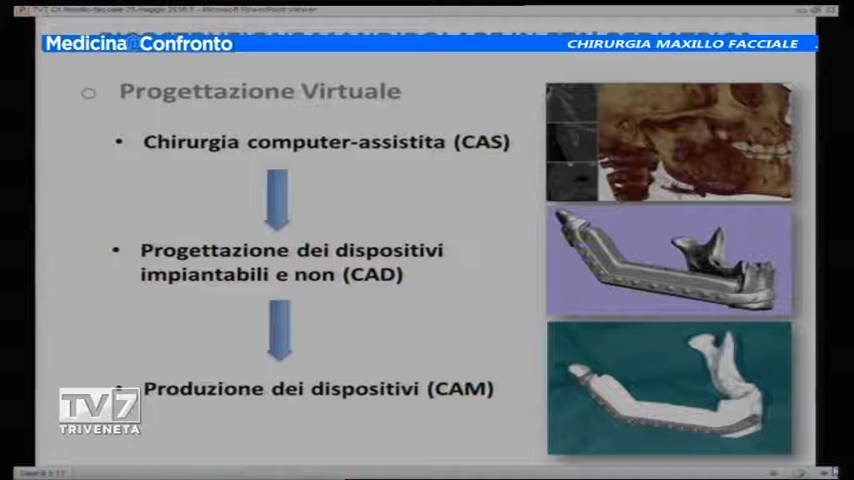 Medicina@Confronto
CHIRURGIA MAXILLO FACCIALE
Progettazione Virtuale
Chirurgia computer-assistita (CAS)
Progettazione dei dispositivi
impiantabili e non (CAD)
Produzione dei dispositivi (CAM)
TV7
TRIVENETA